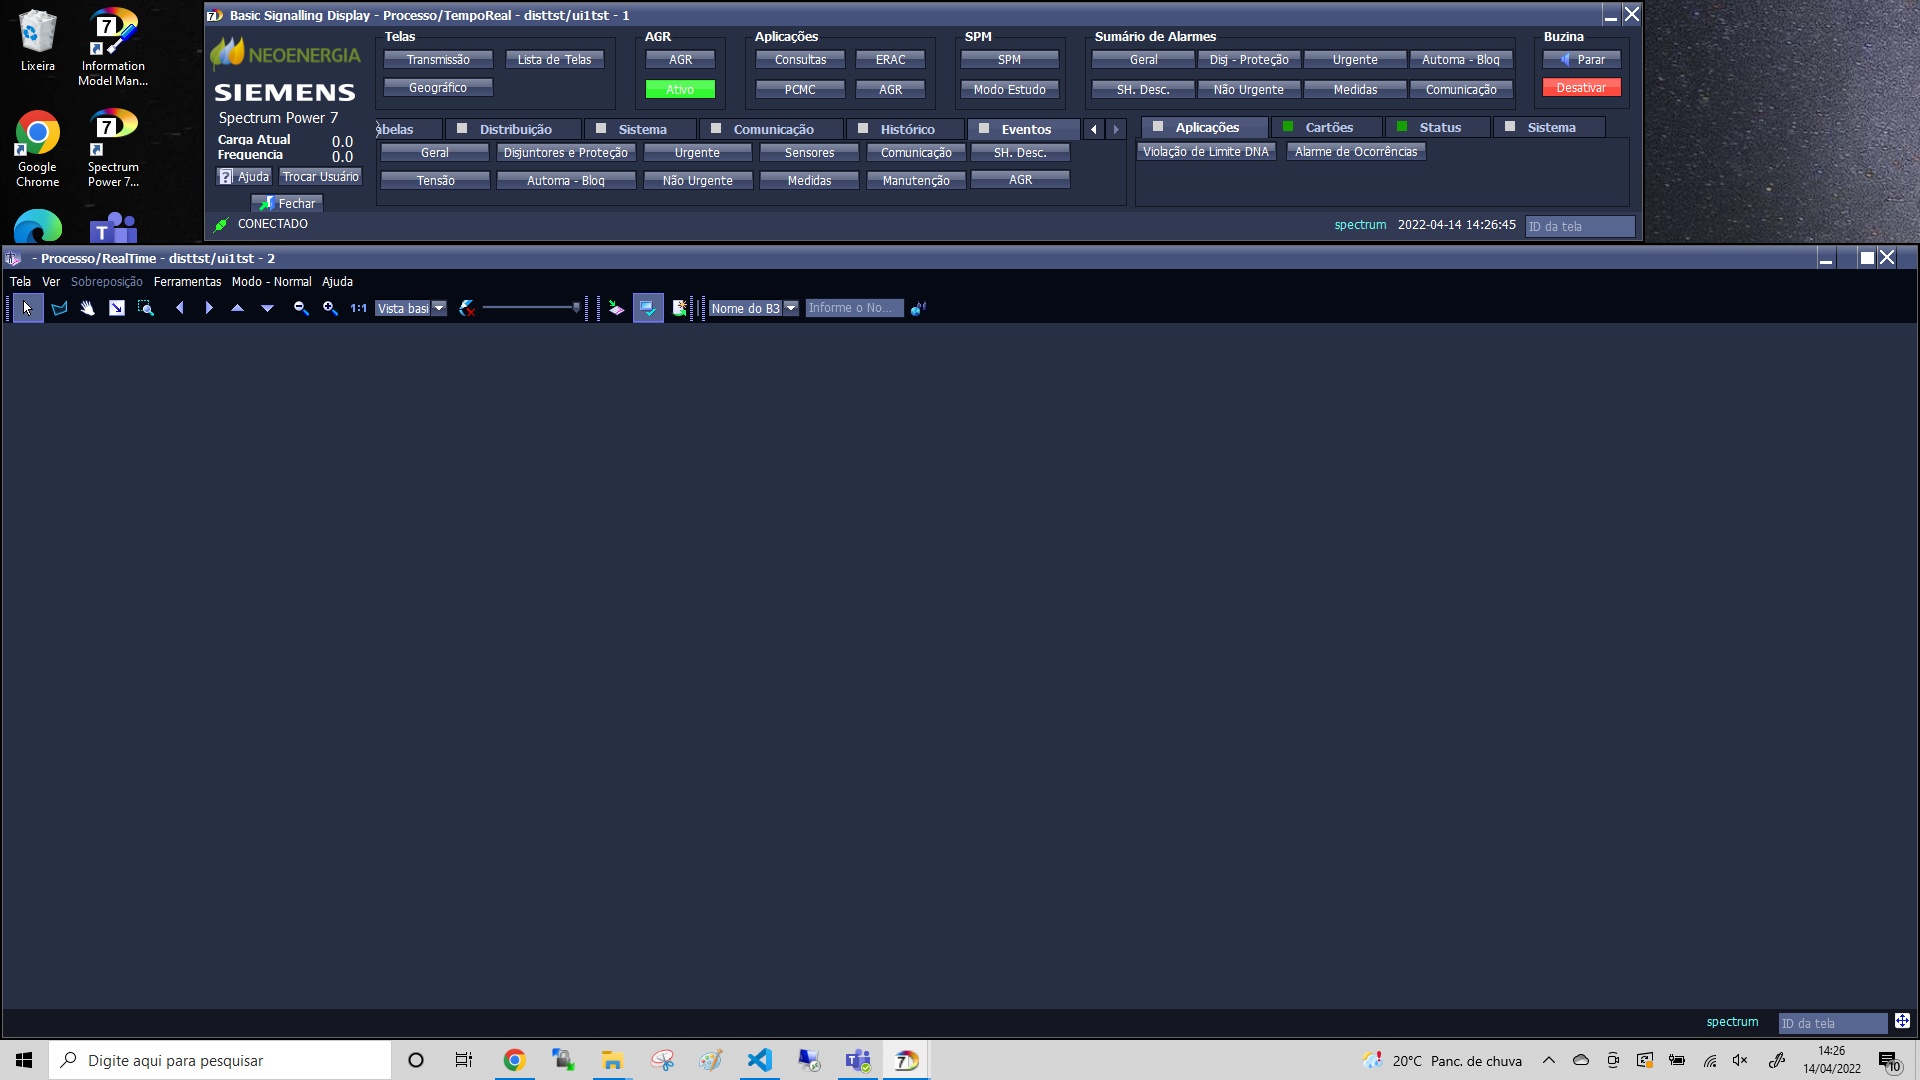 Lixeira
Information
Model Man...
Google
Chrome
Spectrum
Power 7...
Basic Signalling Display - Processo/TempoReal - disttst/ui1tst - 1
NEOENERGIA
SIEMENS
Spectrum Power 7
Carga Atual 0.0
Frequencia 0.0
Ajuda Trocar Usuário
Fechar
CONECTADO
Telas
Transmissão Lista de Telas
Geográfico
AGR
AGR
Ativo
Aplicações
Consultas ERAC
PCMC AGR
SPM
SPM
Modo Estudo
Sumário de Alarmes
Geral Disj - Proteção Urgente Automa - Bloq
SH. Desc. Não Urgente Medidas Comunicação
Buzina
Parar
Desativar
abelas Distribuição Sistema Comunicação Histórico Eventos
Geral Disjuntores e Proteção Urgente Sensores Comunicação SH. Desc.
Tensão Automa - Bloq Não Urgente Medidas Manutenção AGR
Aplicações Cartões Status Sistema
Violação de Limite DNA Alarme de Ocorrências
spectrum 2022-04-14 14:26:45 ID da tela
- Processo/RealTime - disttst/ui1tst - 2
Tela Ver Sobreposição Ferramentas Modo - Normal Ajuda
1:1 Vista basi Nome do B3 Informe o No...
spectrum ID da tela
Digite aqui para pesquisar
20°C Panc. de chuva
14:26
14/04/2022
10